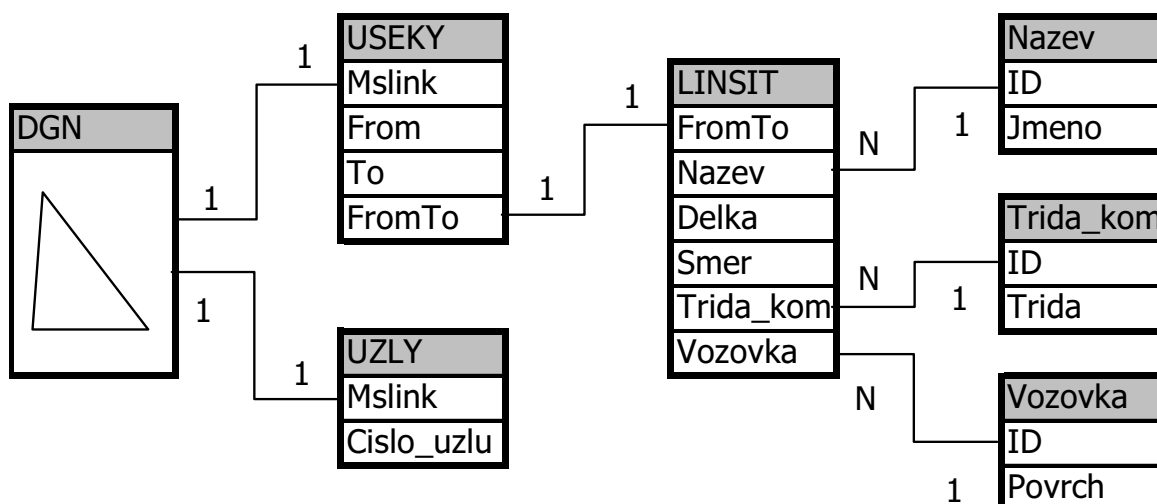 DGN
1
1
1
USEKY
Mslink
From
To
FromTo
1
UZLY
Mslink
Cislo_uzlu
1
1
LINSIT
FromTo
Nazev
Delka
Smer
Trida_kom
Vozovka
N
1
Nazev
ID
Jmeno
N
1
Trida_kom
ID
Trida
N
1
Vozovka
ID
Povrch